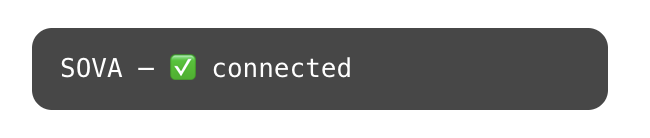 SOVA — ✅ connected